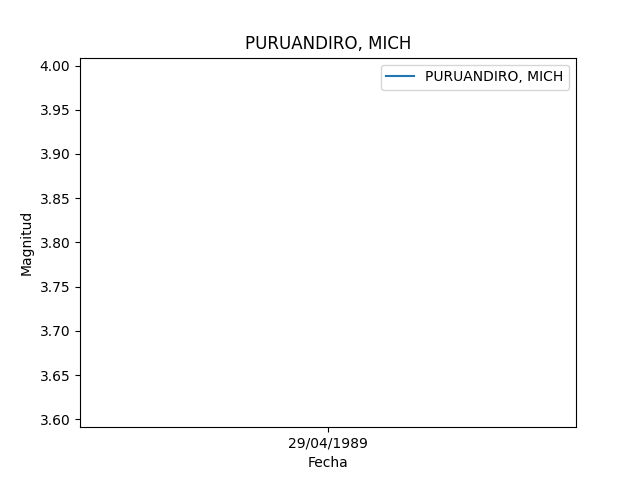 PURUANDIRO, MICH
PURUANDIRO, MICH
4.00
3.95
3.90
3.85
3.80
3.75
3.70
3.65
3.60
Magnitud
29/04/1989
Fecha